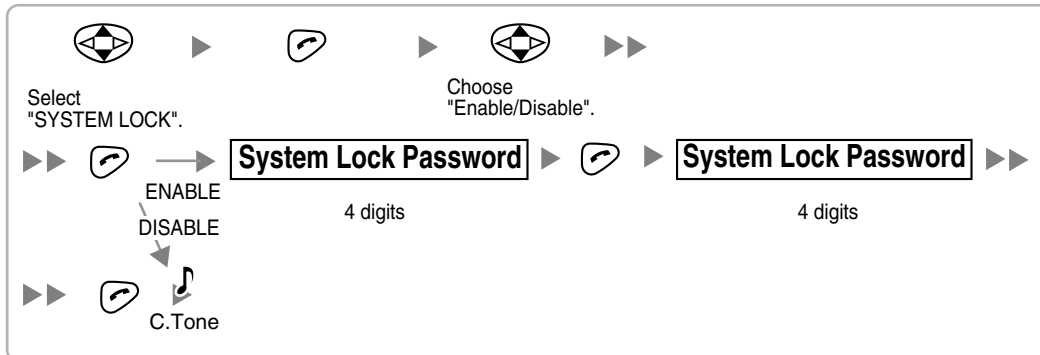 Select
"SYSTEM LOCK".
Choose
"Enable/Disable".
System Lock Password
System Lock Password
ENABLE
4 digits
4 digits
DISABLE
C.Tone